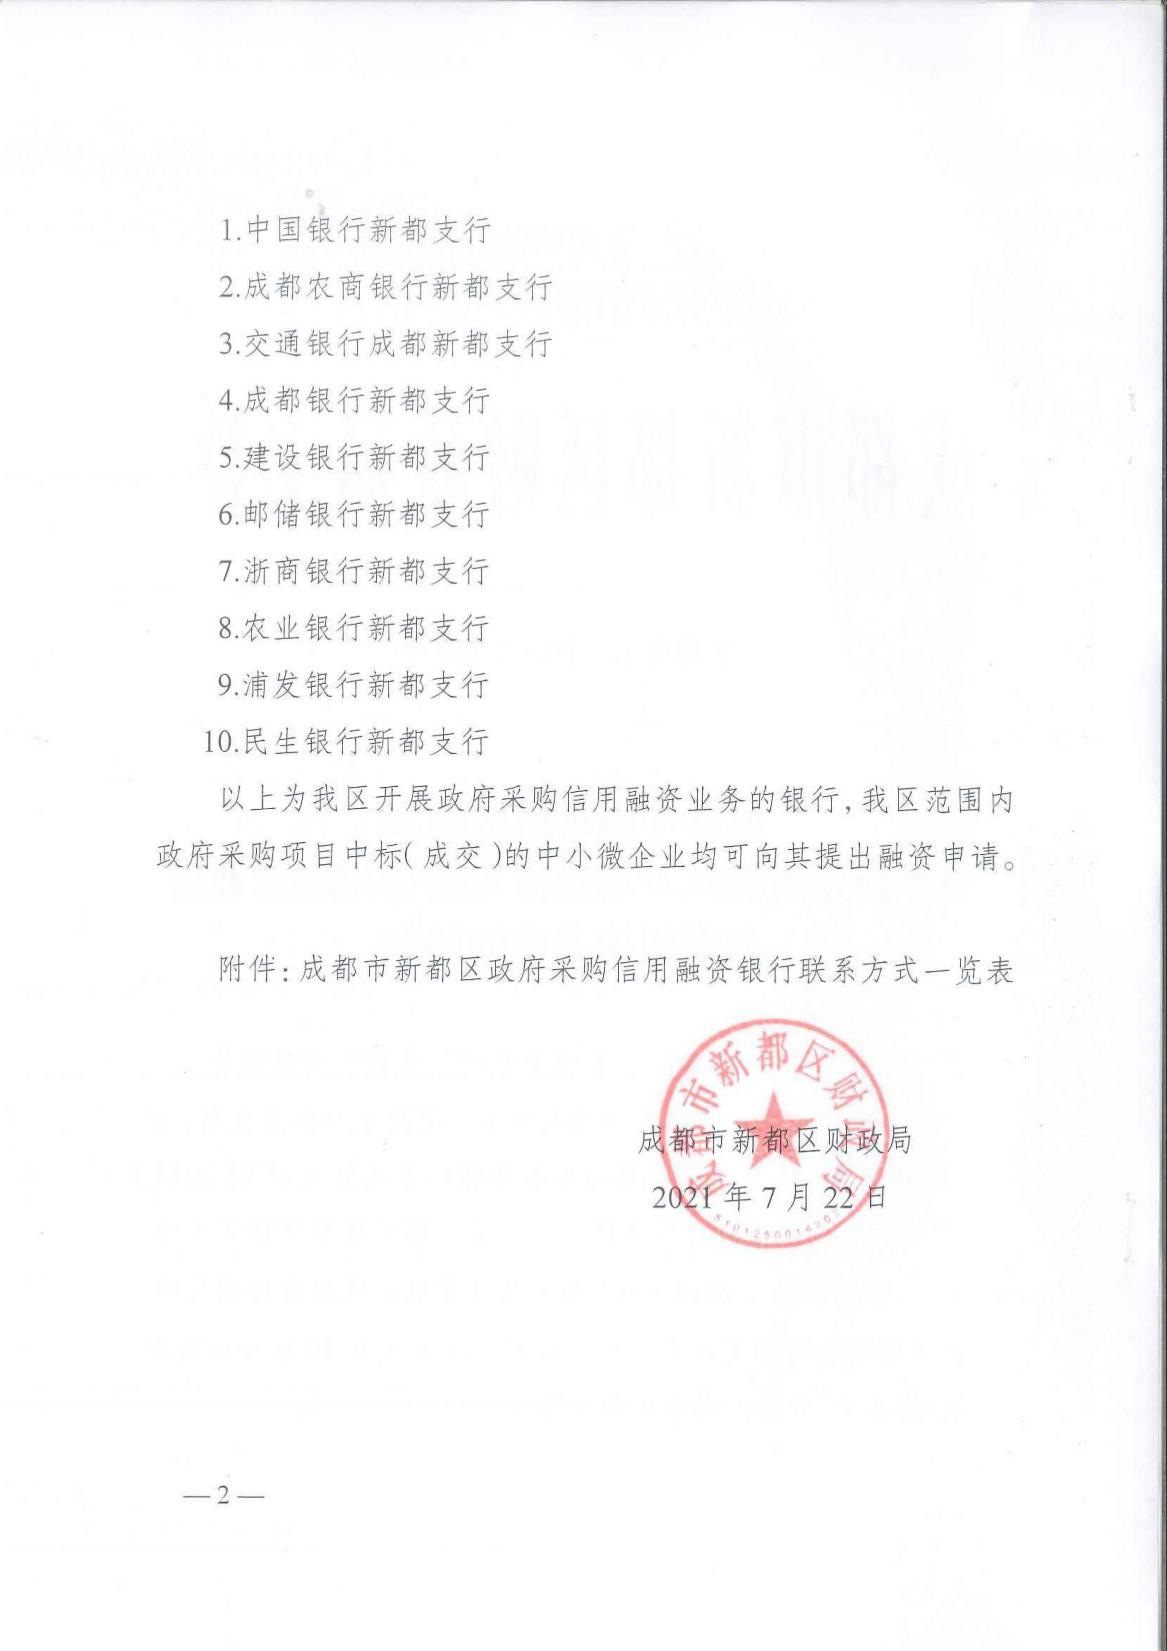 1.中国银行新都支行
2.成都农商银行新都支行
3.交通银行成都新都支行
4.成都银行新都支行
5.建设银行新都支行
6.邮储银行新都支行
7.浙商银行新都支行
8.农业银行新都支行
9.浦发银行新都支行
10.民生银行新都支行
以上为我区开展政府采购信用融资业务的银行,我区范围内
政府采购项目中标(成交)的中小微企业均可向其提出融资申请。
附件:成都市新都区政府采购信用融资银行联系方式一览表
成都市新都区财政局
成都市新都区财政局
2021年7月22日
—2—